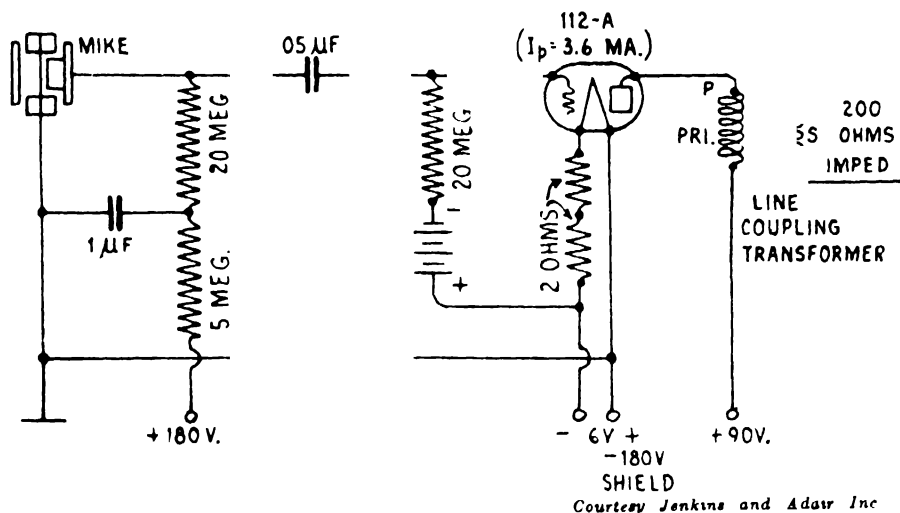 112-A
(Ip = 3.6 MA.)
MIKE
05 µF
20 MEG
20 MEG
P
PRI.
S
200
OHMS
IMPED
1 µF
5 MEG.
-
+
2 OHMS
LINE
COUPLING
TRANSFORMER
+180V.
- 6V +
+90V.
-180V
SHIELD
Courtesy Jenkins and Adair Inc